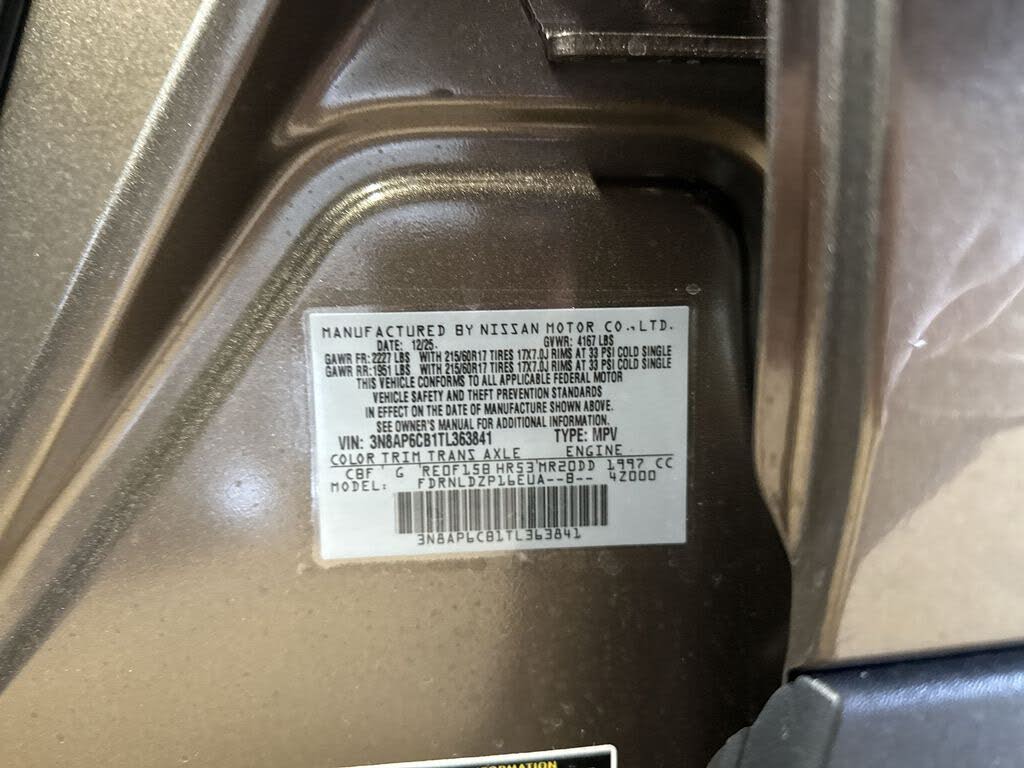 MANUFACTURED BY NISSAN MOTOR CO.,LTD.
DATE: 12/25. GVWR: 4167 LBS
GAWR FR: 2227 LBS WITH 215/60R17 TIRES 17X7.0J RIMS AT 33 PSI COLD SINGLE
GAWR RR: 1951 LBS WITH 215/60R17 TIRES 17X7.0J RIMS AT 33 PSI COLD SINGLE
THIS VEHICLE CONFORMS TO ALL APPLICABLE FEDERAL MOTOR
VEHICLE SAFETY AND THEFT PREVENTION STANDARDS
IN EFFECT ON THE DATE OF MANUFACTURE SHOWN ABOVE.
SEE OWNER'S MANUAL FOR ADDITIONAL INFORMATION.
VIN: 3N8AP6CB1TL363841 TYPE: MPV
COLOR TRIM TRANS AXLE ENGINE
CBF G RE0F15B HR53 MR20DD 1997 CC
MODEL: FDRNLDZP16EUA--B-- 4Z000
3N8AP6CB1TL363841